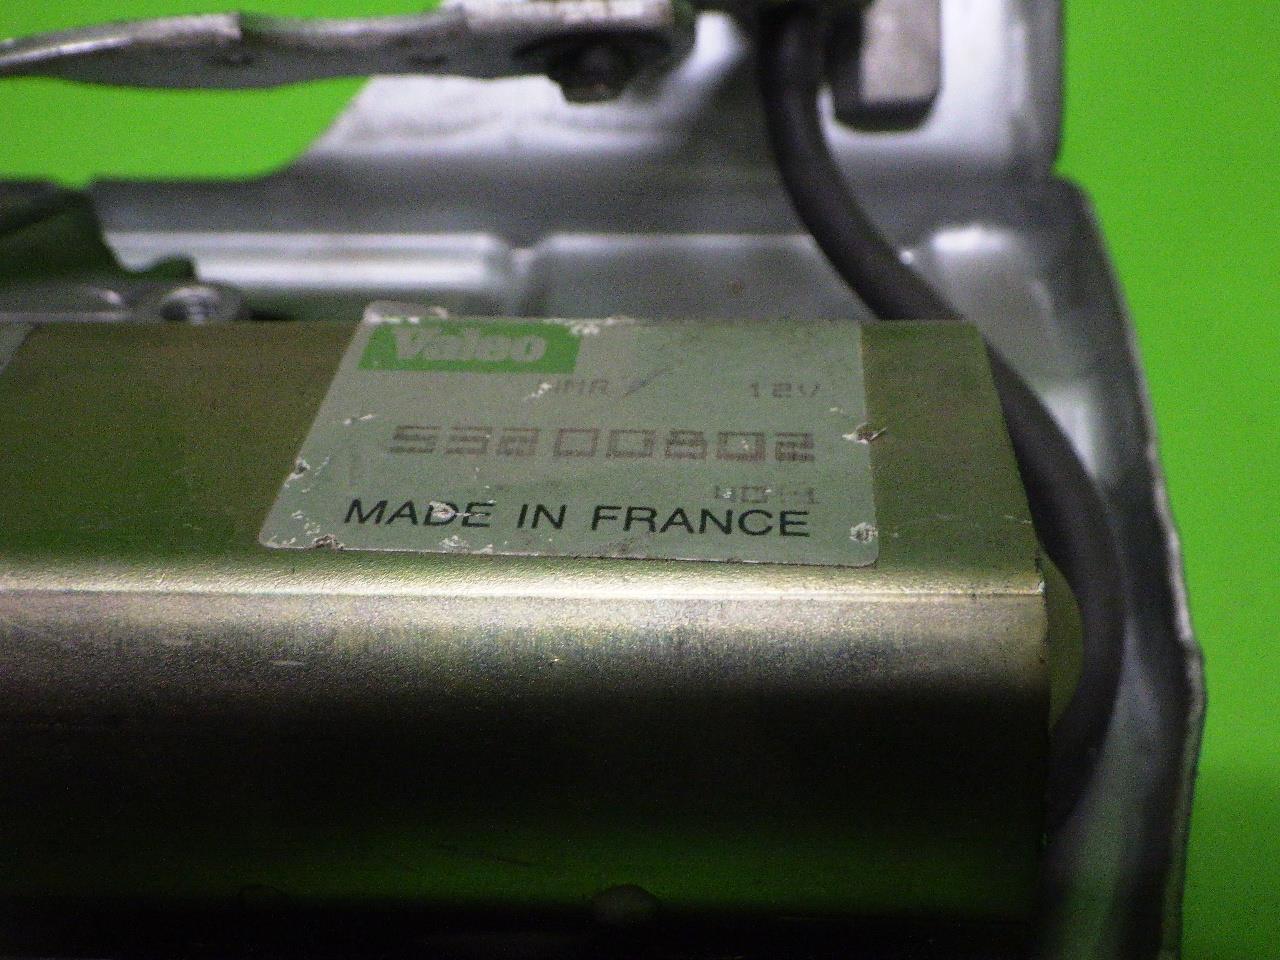 Valeo
12V
53200802
MADE IN FRANCE